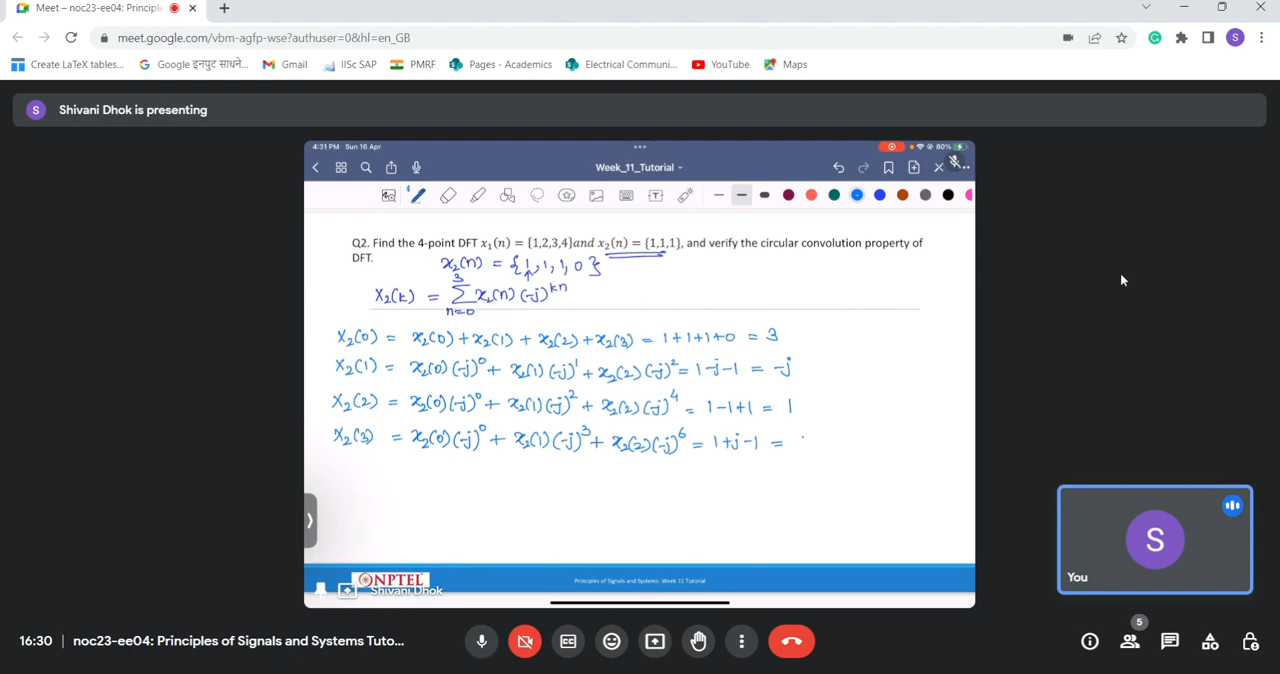 Meet – noc23-ee04: Principle
meet.google.com/vbm-agfp-wse?authuser=0&hl=en_GB
S
Create LaTeX tables...
Google इनपुट साधने...
Gmail
IISc SAP
PMRF
Pages - Academics
Electrical Communi...
YouTube
Maps
S Shivani Dhok is presenting
4:31 PM Sun 16 Apr
80%
Week_11_Tutorial
Q2. Find the 4-point DFT x₁(n) = {1,2,3,4}and x₂(n) = {1,1,1}, and verify the circular convolution property of
DFT.
x₂(n) = {1,1,1,0}
↑
X₂(k) = ∑ₙ₌₀³ x₂(n) (-j)ᵏⁿ
X₂(0) = x₂(0) + x₂(1) + x₂(2) + x₂(3) = 1+1+1+0 = 3
X₂(1) = x₂(0) (-j)⁰ + x₂(1) (-j)¹ + x₂(2) (-j)² = 1-j-1 = -j
X₂(2) = x₂(0) (-j)⁰ + x₂(1) (-j)² + x₂(2) (-j)⁴ = 1-1+1 = 1
X₂(3) = x₂(0) (-j)⁰ + x₂(1) (-j)³ + x₂(2) (-j)⁶ = 1+j-1 =
NPTEL
Principles of Signals and Systems: Week 11 Tutorial
Shivani Dhok
S
You
16:30 | noc23-ee04: Principles of Signals and Systems Tuto...
5